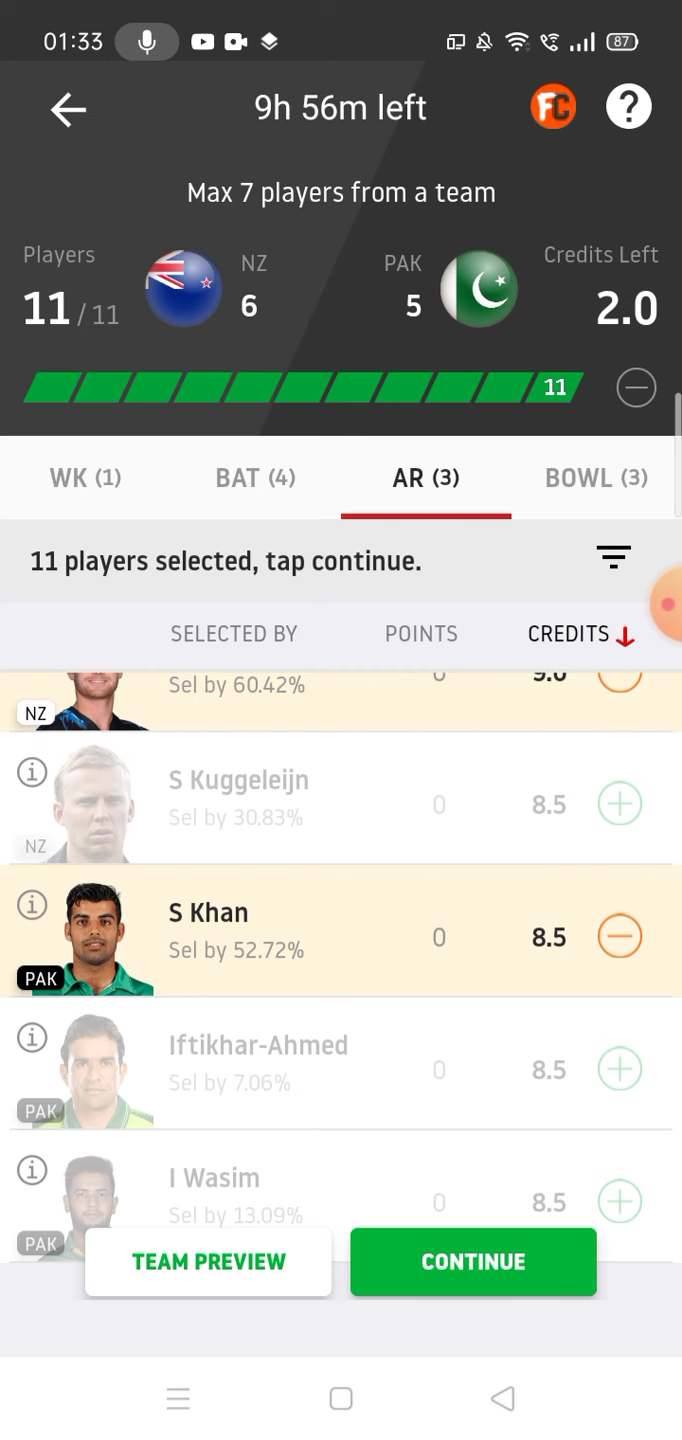 01:33 87
9h 56m left FC ?
Max 7 players from a team
Players NZ PAK Credits Left
11 / 11 6 5 2.0
11
WK (1) BAT (4) AR (3) BOWL (3)
11 players selected, tap continue.
SELECTED BY POINTS CREDITS
Sel by 60.42% 0 9.0
NZ
S Kuggeleijn
Sel by 30.83% 0 8.5
NZ
S Khan
Sel by 52.72% 0 8.5
PAK
Iftikhar-Ahmed
Sel by 7.06% 0 8.5
PAK
I Wasim
Sel by 13.09% 0 8.5
PAK
TEAM PREVIEW CONTINUE